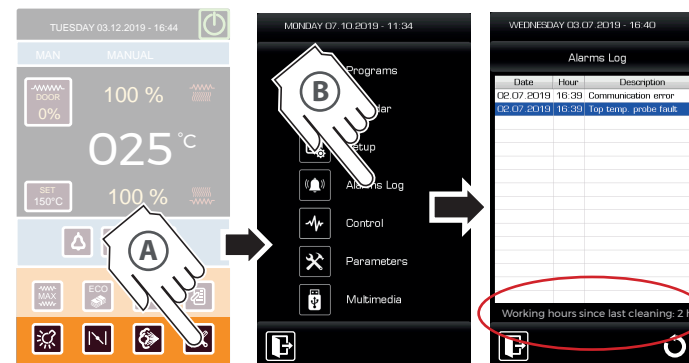 TUESDAY 03.12.2019 - 16:44
MAN MANUAL
DOOR
0%
100 %
025 °C
SET
150°C
100 %
A
MAX
ECO
MONDAY 07.10.2019 - 11:34
Programs
B
Alarms Log
Control
Parameters
Multimedia
WEDNESDAY 03.07.2019 - 16:40
Alarms Log
Date Hour Description
02.07.2019 16:39 Communication error
02.07.2019 16:39 Top temp. probe fault
Working hours since last cleaning: 2 h